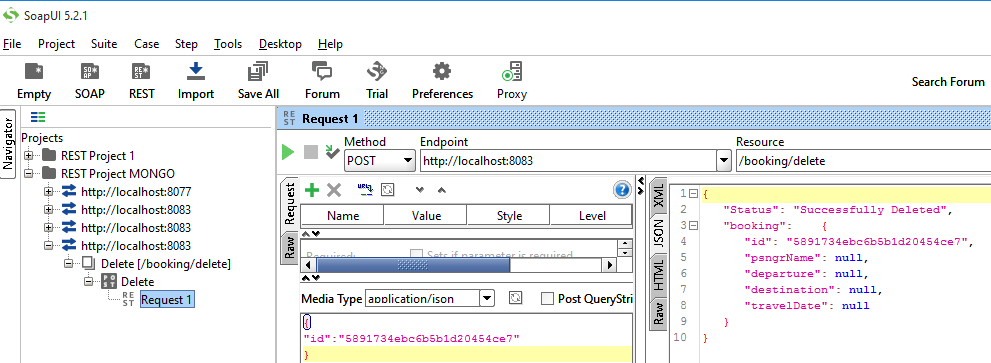 SoapUI 5.2.1
File Project Suite Case Step Tools Desktop Help
Empty SOAP REST Import Save All Forum Trial Preferences Proxy Search Forum
Navigator
Projects
REST Project 1
REST Project MONGO
http://localhost:8077
http://localhost:8083
http://localhost:8083
http://localhost:8083
Delete [/booking/delete]
Delete
Request 1
REST Request 1
Method Endpoint Resource
POST http://localhost:8083 /booking/delete
Request
Raw
Name Value Style Level
Required: Sets if parameter is required
Media Type application/json Post QueryStri
{
"id":"5891734ebc6b5b1d20454ce7"
}
XML
JSON
HTML
Raw
1 {
2 "Status": "Successfully Deleted",
3 "booking": {
4 "id": "5891734ebc6b5b1d20454ce7",
5 "psngrName": null,
6 "departure": null,
7 "destination": null,
8 "travelDate": null
9 }
10 }